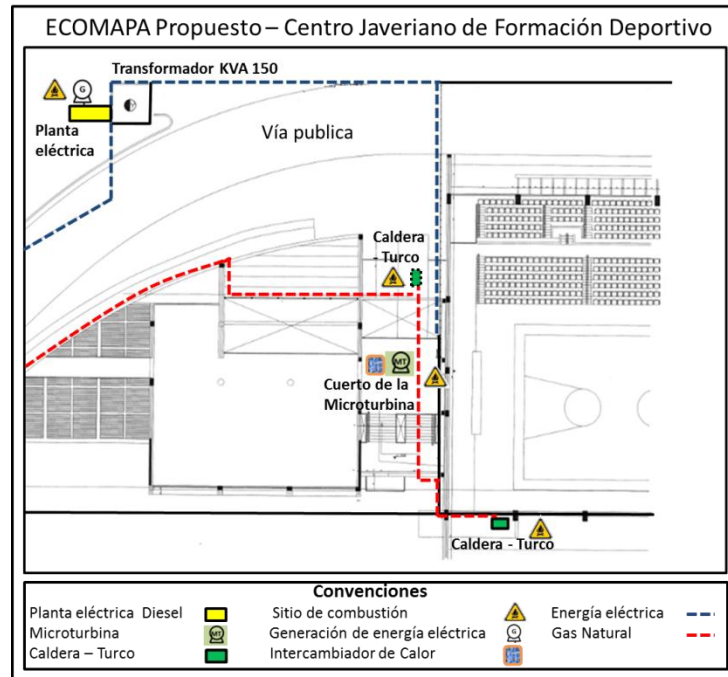 ECOMAPA Propuesto – Centro Javeriano de Formación Deportivo
Transformador KVA 150
G
Planta
eléctrica
Vía publica
Caldera
- Turco
MT
Cuerto de la
Microturbina
Caldera - Turco
Convenciones
Planta eléctrica Diesel
Sitio de combustión
Energía eléctrica
Microturbina
MT
Generación de energía eléctrica
G
Gas Natural
Caldera – Turco
Intercambiador de Calor